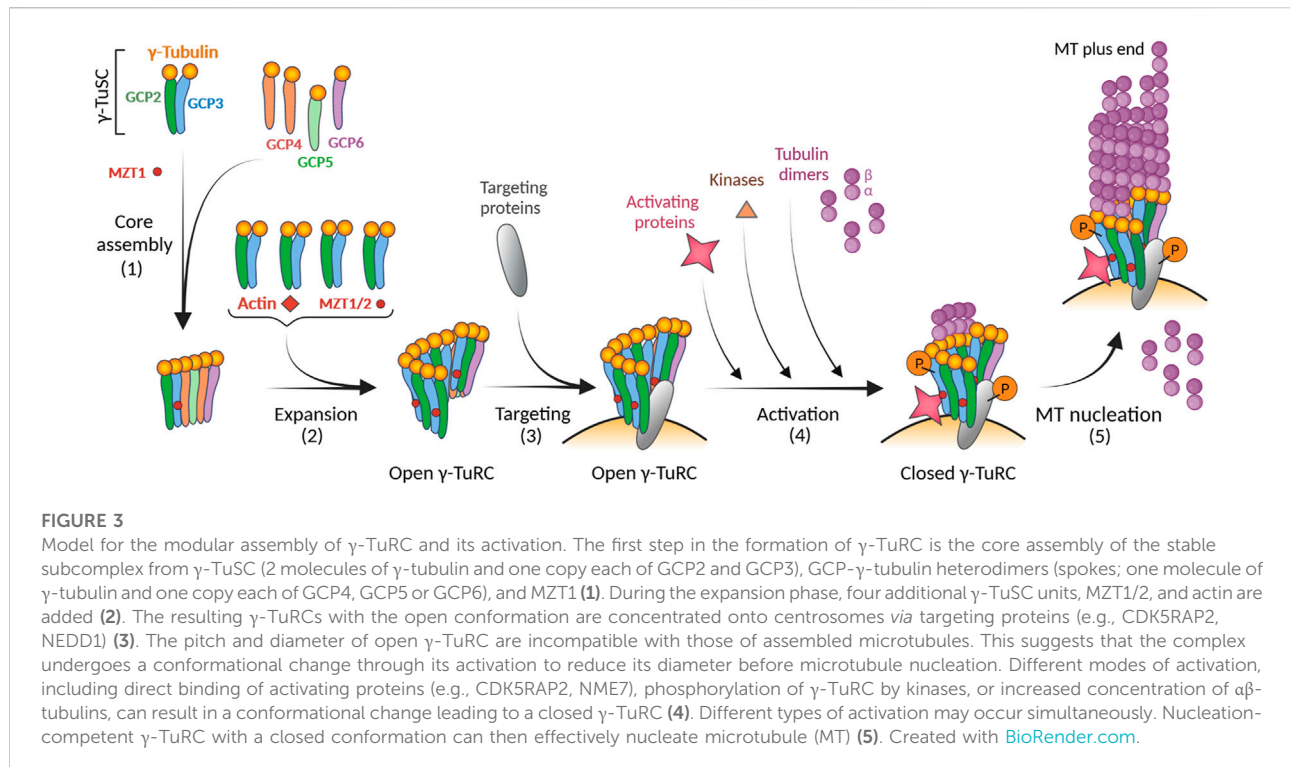 γ-TuSC
γ-Tubulin
GCP2
GCP3
GCP4
GCP5
GCP6
MZT1
Core
assembly
(1)
Actin
MZT1/2
Expansion
(2)
Open γ-TuRC
Targeting
proteins
Targeting
(3)
Open γ-TuRC
Activating
proteins
Kinases
Tubulin
dimers
β
α
Activation
(4)
P
P
Closed γ-TuRC
MT nucleation
(5)
MT plus end
P
P
FIGURE 3
Model for the modular assembly of γ-TuRC and its activation. The first step in the formation of γ-TuRC is the core assembly of the stable
subcomplex from γ-TuSC (2 molecules of γ-tubulin and one copy each of GCP2 and GCP3), GCP-γ-tubulin heterodimers (spokes; one molecule of
γ-tubulin and one copy each of GCP4, GCP5 or GCP6), and MZT1 (1). During the expansion phase, four additional γ-TuSC units, MZT1/2, and actin are
added (2). The resulting γ-TuRCs with the open conformation are concentrated onto centrosomes via targeting proteins (e.g., CDK5RAP2,
NEDD1) (3). The pitch and diameter of open γ-TuRC are incompatible with those of assembled microtubules. This suggests that the complex
undergoes a conformational change through its activation to reduce its diameter before microtubule nucleation. Different modes of activation,
including direct binding of activating proteins (e.g., CDK5RAP2, NME7), phosphorylation of γ-TuRC by kinases, or increased concentration of αβ-
tubulins, can result in a conformational change leading to a closed γ-TuRC (4). Different types of activation may occur simultaneously. Nucleation-
competent γ-TuRC with a closed conformation can then effectively nucleate microtubule (MT) (5). Created with BioRender.com.